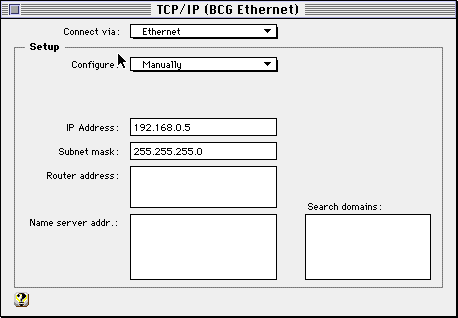 TCP/IP (BCG Ethernet)
Connect via: Ethernet
Setup
Configure: Manually
IP Address: 192.168.0.5
Subnet mask: 255.255.255.0
Router address:
Search domains:
Name server addr.:
?